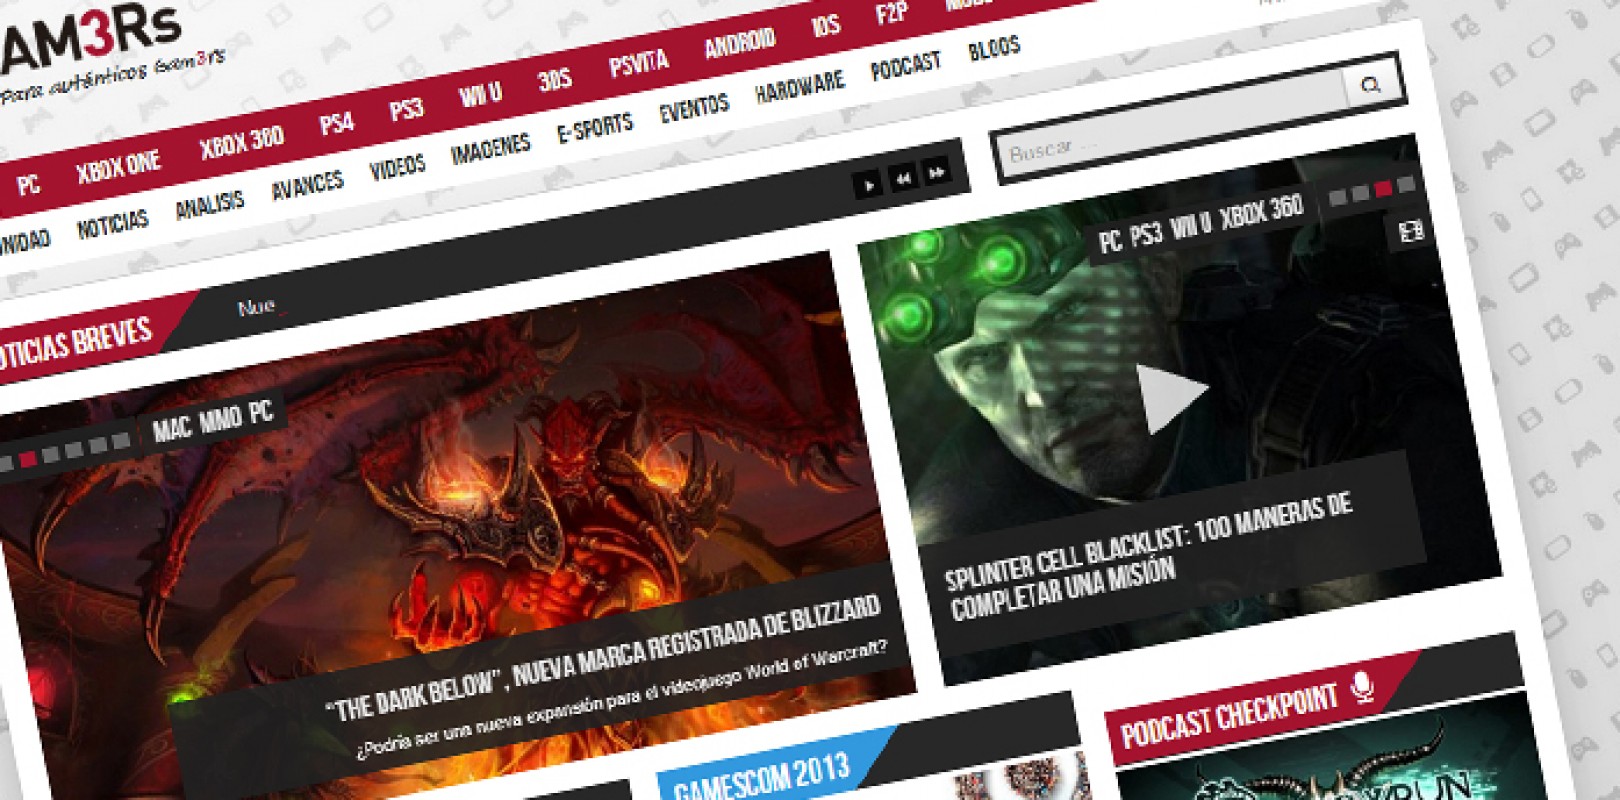 AM3Rs
Para auténticos Gam3rs
PC XBOX ONE XBOX 360 PS4 PS3 WII U 3DS PSVITA ANDROID IOS F2P
NIDAD NOTICIAS ANALISIS AVANCES VIDEOS IMAGENES E-SPORTS EVENTOS HARDWARE PODCAST BLOGS
Buscar ...
OTICIAS BREVES
Nue_
MAC MMO PC
PC PS3 WII U XBOX 360
"THE DARK BELOW", NUEVA MARCA REGISTRADA DE BLIZZARD
¿Podría ser una nueva expansión para el videojuego World of Warcraft?
SPLINTER CELL BLACKLIST: 100 MANERAS DE
COMPLETAR UNA MISIÓN
GAMESCOM 2013
PODCAST CHECKPOINT